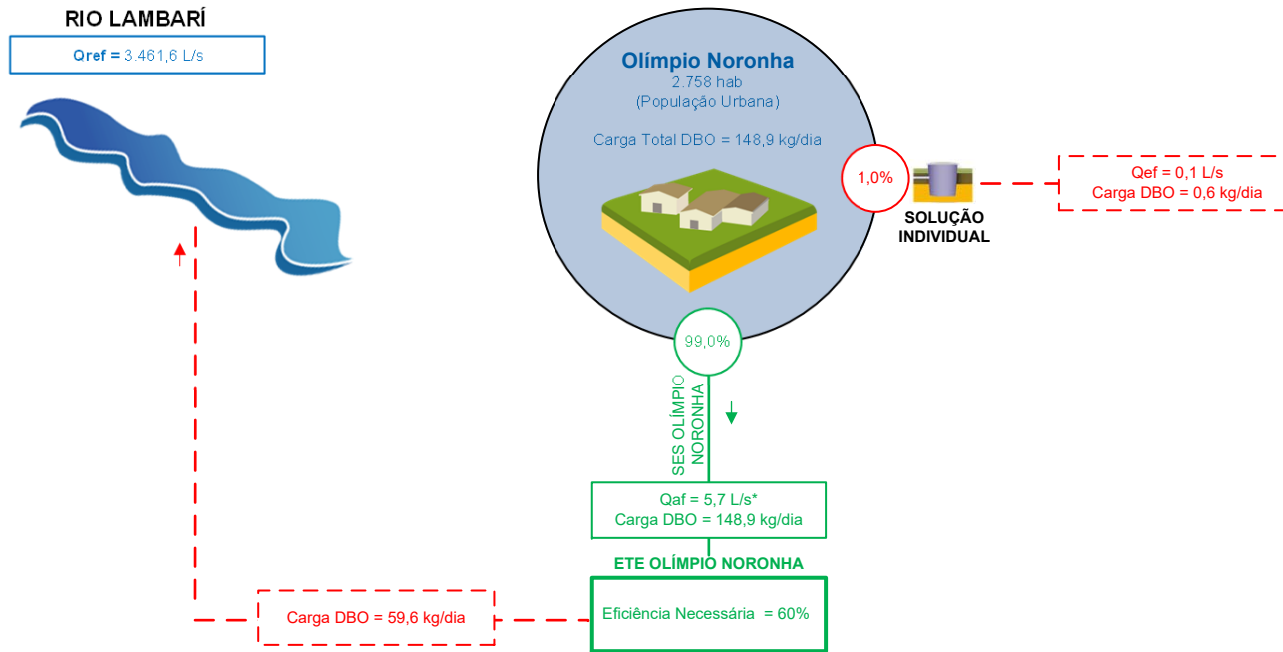 RIO LAMBARÍ
Qref = 3.461,6 L/s
Olímpio Noronha
2.758 hab
(População Urbana)
Carga Total DBO = 148,9 kg/dia
1,0%
SOLUÇÃO
INDIVIDUAL
Qef = 0,1 L/s
Carga DBO = 0,6 kg/dia
99,0%
SES OLÍMPIO
NORONHA
Qaf = 5,7 L/s*
Carga DBO = 148,9 kg/dia
ETE OLÍMPIO NORONHA
Eficiência Necessária = 60%
Carga DBO = 59,6 kg/dia